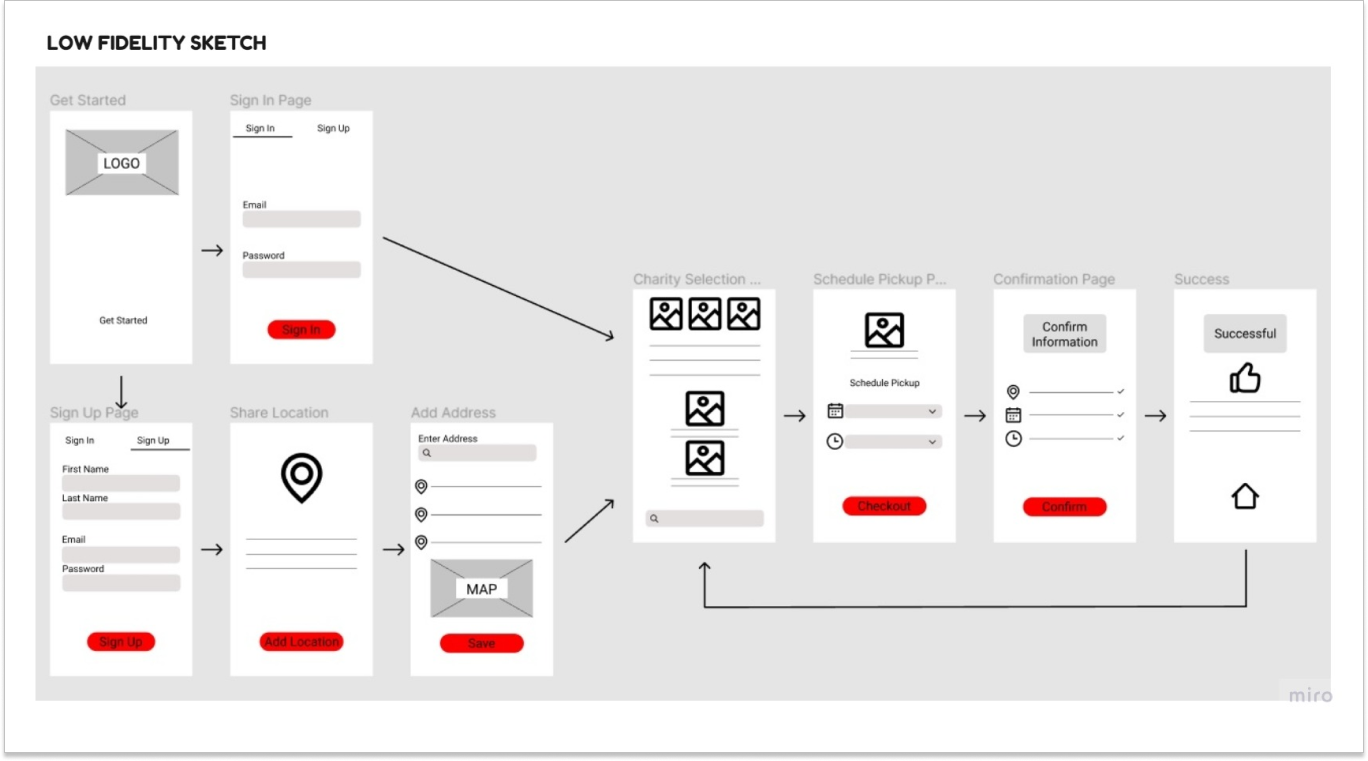 LOW FIDELITY SKETCH
Get Started
LOGO
Get Started
Sign In Page
Sign In
Sign Up
Email
Password
Sign In
Sign Up Page
Sign In
Sign Up
First Name
Last Name
Email
Password
Sign Up
Share Location
Add Location
Add Address
Enter Address
MAP
Save
Charity Selection ...
Schedule Pickup P...
Schedule Pickup
Checkout
Confirmation Page
Confirm
Information
Confirm
Success
Successful
miro